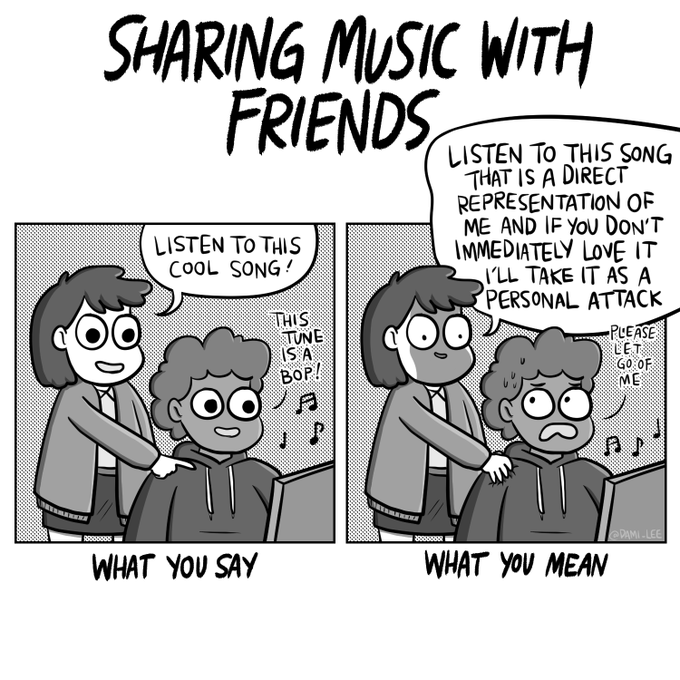 SHARING MUSIC WITH
FRIENDS
LISTEN TO THIS
COOL SONG!
THIS
TUNE
IS A
BOP!
WHAT YOU SAY
LISTEN TO THIS SONG
THAT IS A DIRECT
REPRESENTATION OF
ME AND IF YOU DON'T
IMMEDIATELY LOVE IT
I'LL TAKE IT AS A
PERSONAL ATTACK
PLEASE
LET
GO OF
ME
@DAMI_LEE
WHAT YOU MEAN